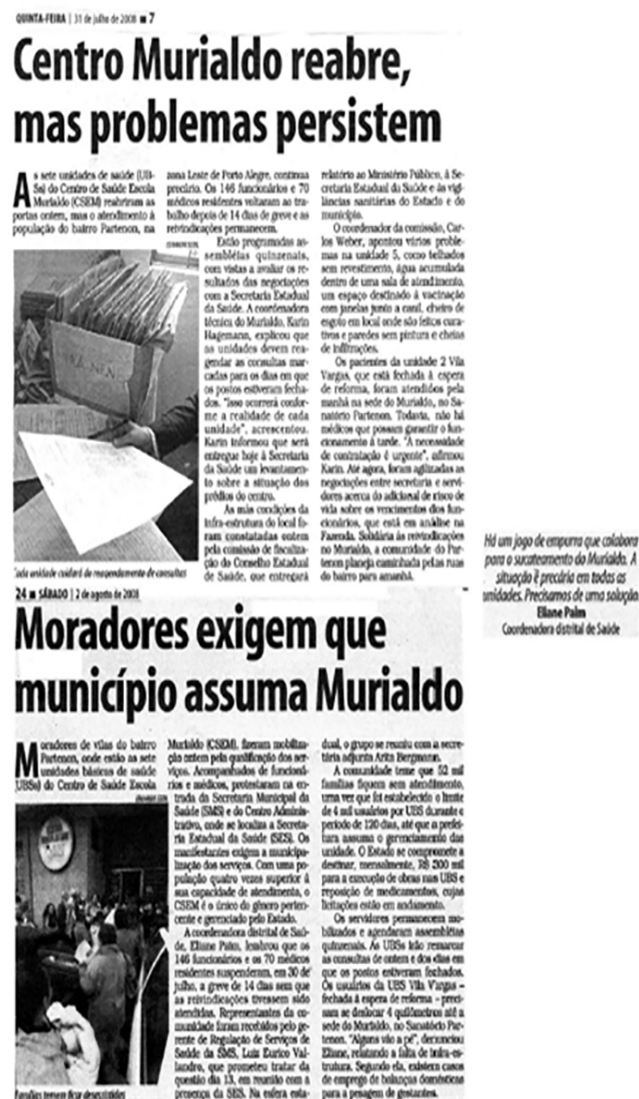 QUINTA-FEIRA | 31 de julho de 2008 ■ 7
Centro Murialdo reabre,
mas problemas persistem
As sete unidades de saúde (UB-
Ss) do Centro de Saúde Escola
Murialdo (CSEM) reabriram as
portas ontem, mas o atendimento à
população do bairro Partenon, na
Cada unidade cuidará do reagendamento de consultas
zona Leste de Porto Alegre, continua
precário. Os 146 funcionários e 70
médicos residentes voltaram ao tra-
balho depois de 14 dias de greve e as
reivindicações permanecem.
Estão programadas as-
sembléias quinzenais,
com vistas a avaliar os re-
sultados das negociações
com a Secretaria Estadual
da Saúde. A coordenadora
técnica do Murialdo, Karin
Hagemann, explicou que
as unidades devem rea-
gendar as consultas mar-
cadas para os dias em que
os postos estiveram fecha-
dos. "Isso ocorrerá confor-
me a realidade de cada
unidade", acrescentou.
Karin informou que será
entregue hoje à Secretaria
da Saúde um levantamen-
to sobre a situação dos
prédios do centro.
As más condições da
infra-estrutura do local fo-
ram constatadas ontem
pela comissão de fiscaliza-
ção do Conselho Estadual
de Saúde, que entregará
relatório ao Ministério Público, à Se-
cretaria Estadual da Saúde e às vigi-
lâncias sanitárias do Estado e do
município.
O coordenador da comissão, Car-
los Weber, apontou vários proble-
mas na unidade 5, como telhados
sem revestimento, água acumulada
dentro de uma sala de atendimento,
um espaço destinado à vacinação
com janelas junto a canil, cheiro de
esgoto em local onde são feitos cura-
tivos e paredes sem pintura e cheias
de infiltrações.
Os pacientes da unidade 2 Vila
Vargas, que está fechada à espera
de reforma, foram atendidos pela
manhã na sede do Murialdo, no Sa-
natório Partenon. Todavia, não há
médicos que possam garantir o fun-
cionamento à tarde. "A necessidade
de contratação é urgente", afirmou
Karin. Até agora, foram agilizadas as
negociações entre secretaria e servi-
dores acerca do adicional de risco de
vida sobre os vencimentos dos fun-
cionários, que está em análise na
Fazenda. Solidária às reivindicações
no Murialdo, a comunidade do Par-
tenon planeja caminhada pelas ruas
do bairro para amanhã.
Há um jogo de empurra que colabora
para o sucateamento do Murialdo. A
situação é precária em todas as
unidades. Precisamos de uma solução
Eliane Palm
Coordenadora distrital de Saúde
24 ■ SÁBADO | 2 de agosto de 2008
Moradores exigem que
município assuma Murialdo
Moradores de vilas do bairro
Partenon, onde estão as sete
unidades básicas de saúde
(UBSs) do Centro de Saúde Escola
Famílias temem ficar desassistidas
Murialdo (CSEM), fizeram mobiliza-
ção ontem pela qualificação dos ser-
viços. Acompanhados de funcioná-
rios e médicos, protestaram na en-
trada da Secretaria Municipal da
Saúde (SMS) e do Centro Adminis-
trativo, onde se localiza a Secreta-
ria Estadual da Saúde (SES). Os
manifestantes exigem a municipa-
lização dos serviços. Com uma po-
pulação quatro vezes superior à
sua capacidade de atendimento, o
CSEM é o único do gênero perten-
cente e gerenciado pelo Estado.
A coordenadora distrital de Saú-
de, Eliane Palm, lembrou que os
146 funcionários e os 70 médicos
residentes suspenderam, em 30 de
julho, a greve de 14 dias sem que
as reivindicações tivessem sido
atendidas. Representantes da co-
munidade foram recebidos pelo ge-
rente de Regulação de Serviços de
Saúde da SMS, Luiz Eurico Val-
landro, que prometeu tratar da
questão dia 13, em reunião com a
presença da SES. Na esfera esta-
dual, o grupo se reuniu com a secre-
tária adjunta Arita Bergmann.
A comunidade teme que 52 mil
famílias fiquem sem atendimento,
uma vez que foi estabelecido o limite
de 4 mil usuários por UBS durante o
período de 120 dias, até que a prefei-
tura assuma o gerenciamento das
unidade. O Estado se compromete a
destinar, mensalmente, R$ 300 mil
para a execução de obras nas UBS e
reposição de medicamentos, cujas
licitações estão em andamento.
Os servidores permanecem mo-
bilizados e agendaram assembléias
quinzenais. As UBSs irão remarcar
as consultas de ontem e dos dias em
que os postos estiveram fechados.
Os usuários da UBS Vila Vargas –
fechada à espera de reforma – preci-
sam se deslocar 4 quilômetros até a
sede do Murialdo, no Sanatório Par-
tenon. "Alguns vão a pé", denunciou
Eliane, relatando a falta de infra-es-
trutura. Segundo ela, existem casos
de emprego de balanças domésticas
para a pesagem de gestantes.